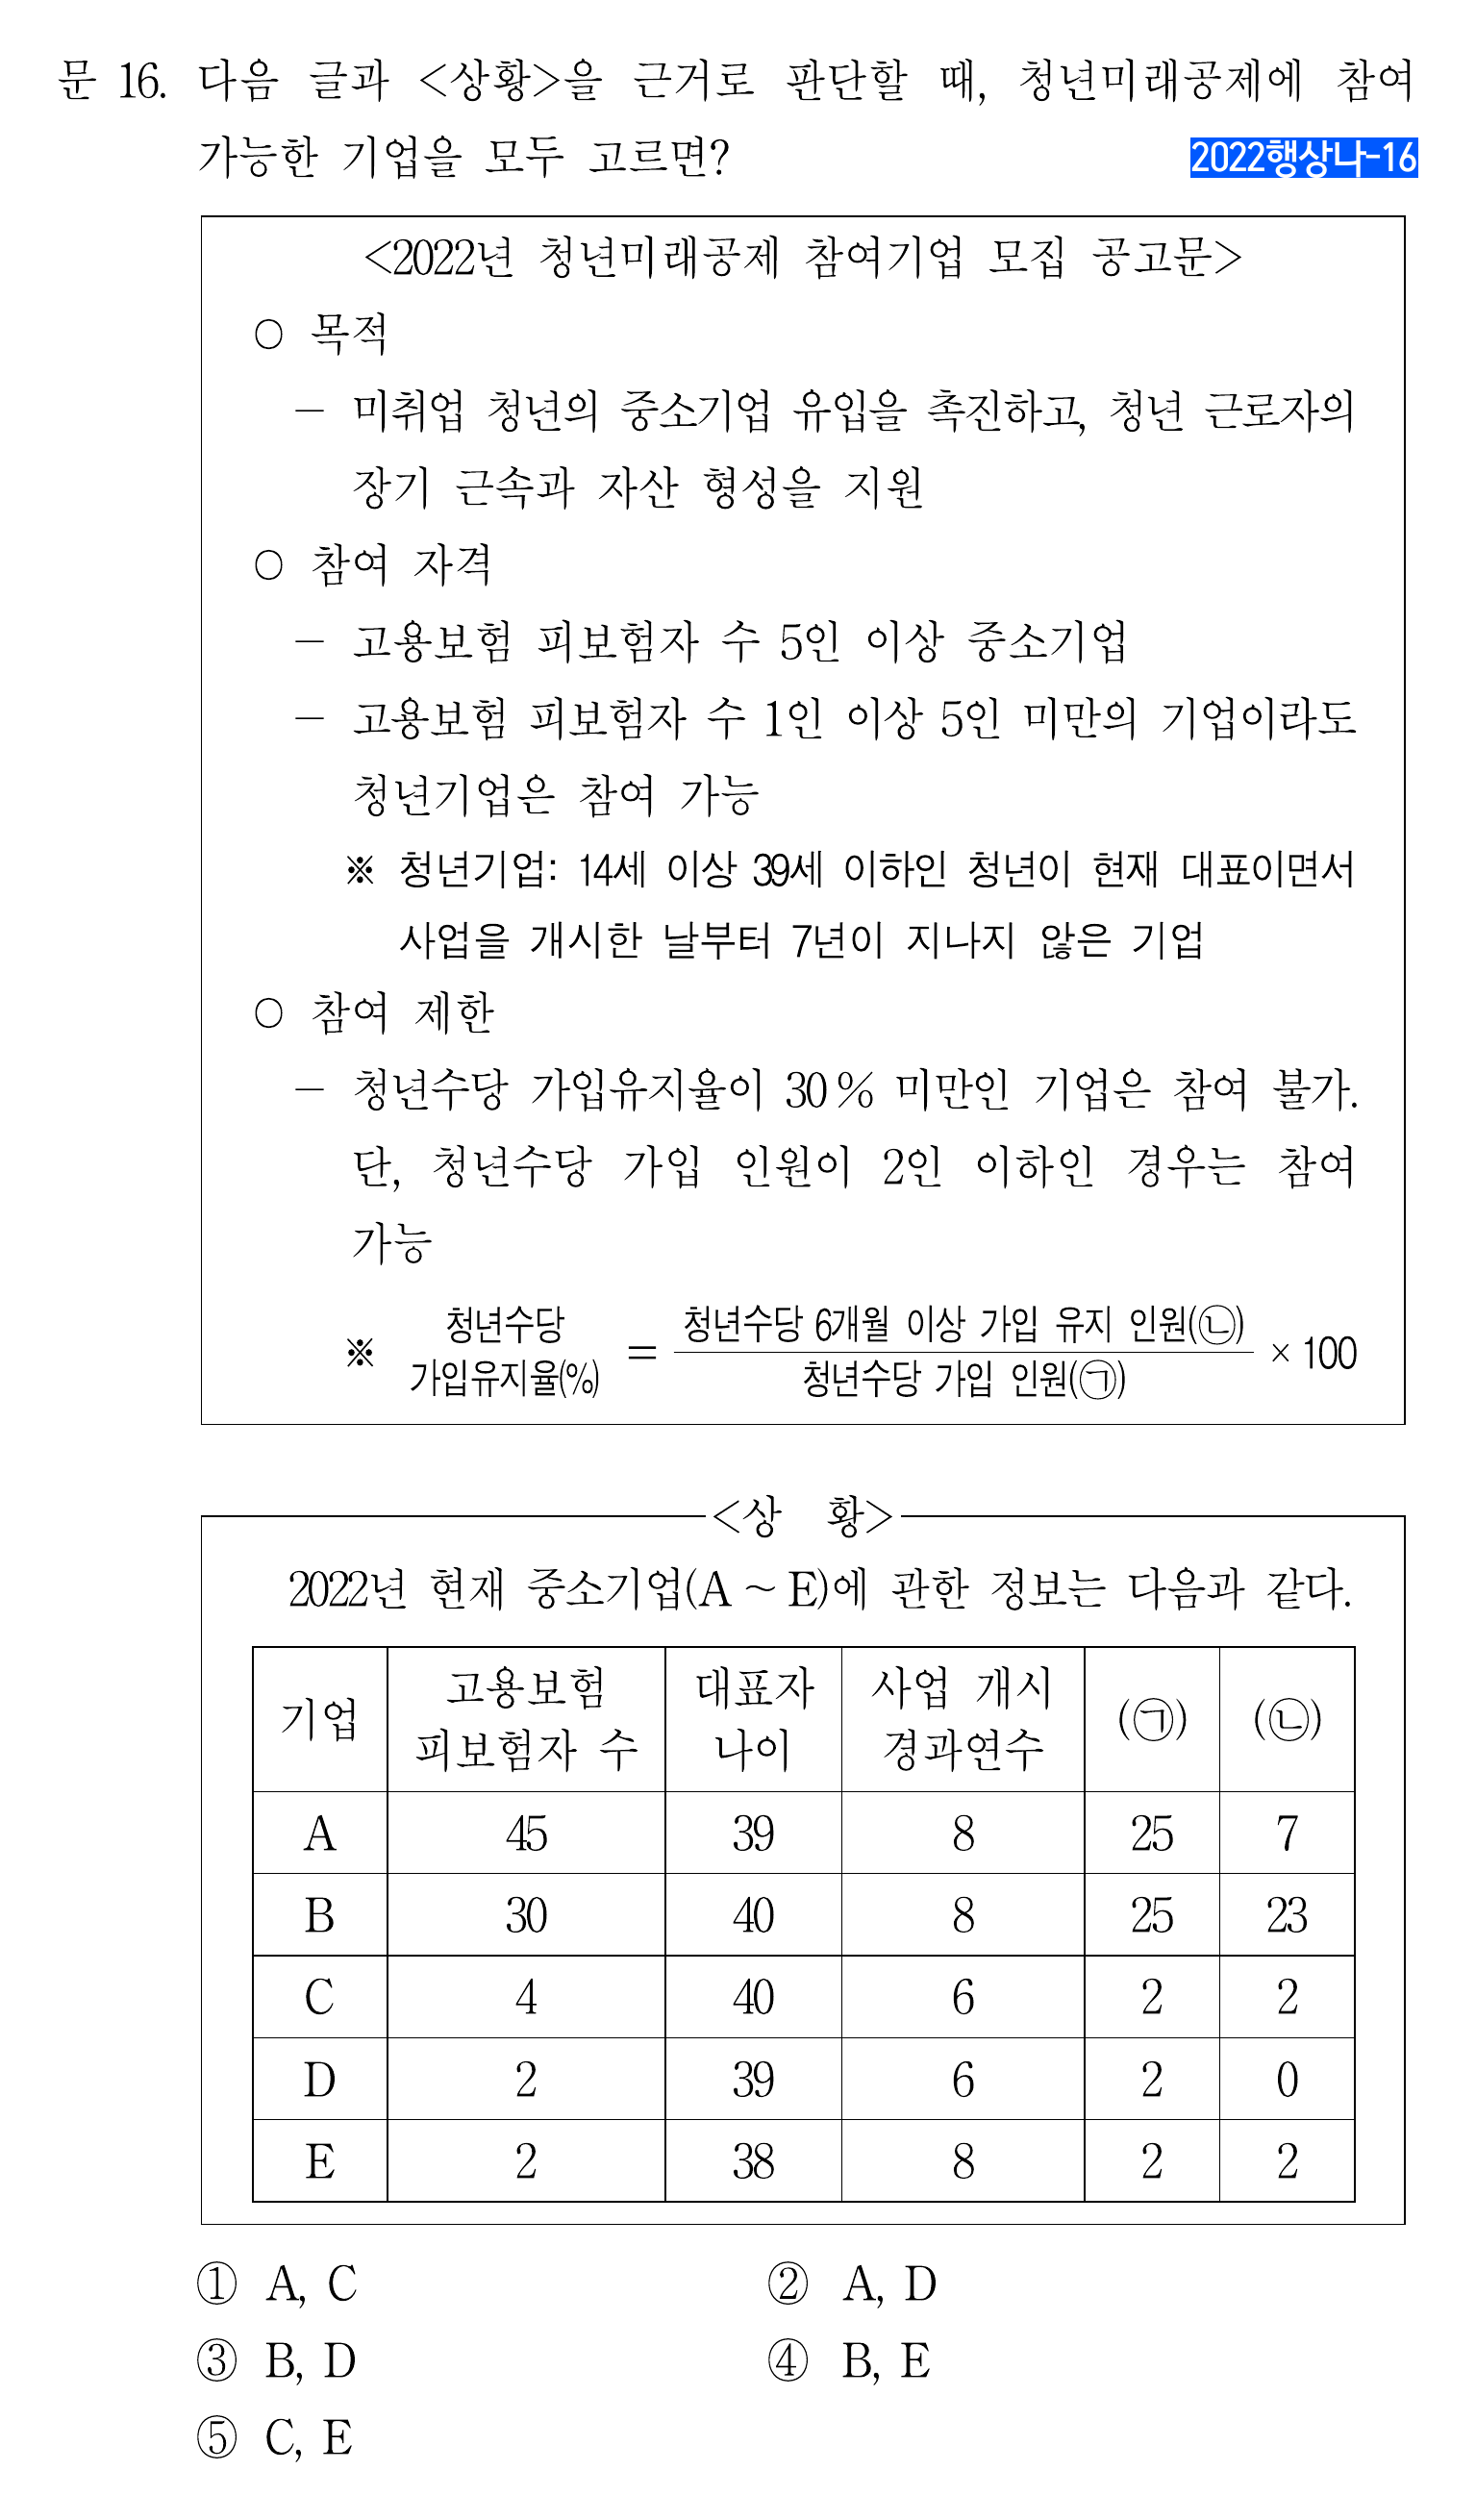 문 16. 다음 글과 <상황>을 근거로 판단할 때, 청년미래공제에 참여
가능한 기업을 모두 고르면?
2022행상나-16
<2022년 청년미래공제 참여기업 모집 공고문>
○ 목적
－ 미취업 청년의 중소기업 유입을 촉진하고, 청년 근로자의
장기 근속과 자산 형성을 지원
○ 참여 자격
－ 고용보험 피보험자 수 5인 이상 중소기업
－ 고용보험 피보험자 수 1인 이상 5인 미만의 기업이라도
청년기업은 참여 가능
※ 청년기업: 14세 이상 39세 이하인 청년이 현재 대표이면서
사업을 개시한 날부터 7년이 지나지 않은 기업
○ 참여 제한
－ 청년수당 가입유지율이 30% 미만인 기업은 참여 불가.
단, 청년수당 가입 인원이 2인 이하인 경우는 참여
가능
※ 청년수당 가입유지율(%) = 청년수당 6개월 이상 가입 유지 인원(㉡) / 청년수당 가입 인원(㉠) × 100
<상 황>
2022년 현재 중소기업(A ~ E)에 관한 정보는 다음과 같다.
기업 고용보험 피보험자 수 대표자 나이 사업 개시 경과연수 (㉠) (㉡)
A 45 39 8 25 7
B 30 40 8 25 23
C 4 40 6 2 2
D 2 39 6 2 0
E 2 38 8 2 2
① A, C ② A, D
③ B, D ④ B, E
⑤ C, E